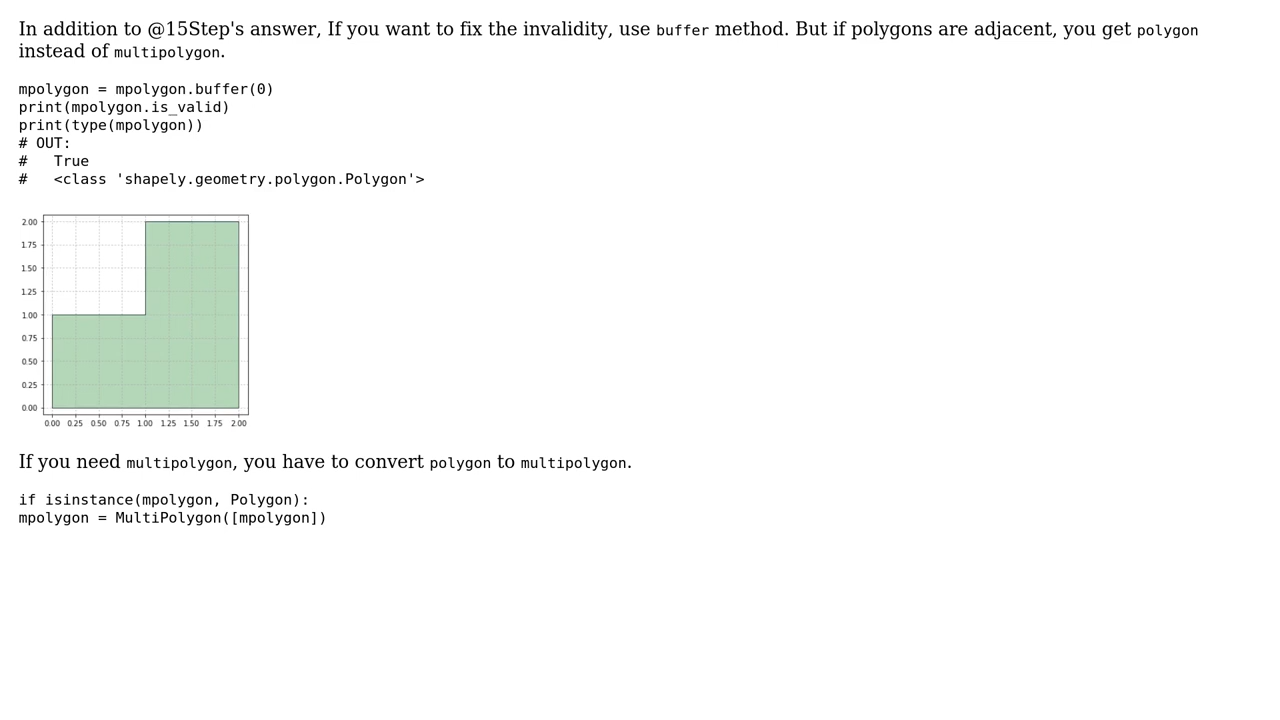 In addition to @15Step's answer, If you want to fix the invalidity, use buffer method. But if polygons are adjacent, you get polygon
instead of multipolygon.
mpolygon = mpolygon.buffer(0)
print(mpolygon.is_valid)
print(type(mpolygon))
# OUT:
#   True
#   <class 'shapely.geometry.polygon.Polygon'>
2.00
1.75
1.50
1.25
1.00
0.75
0.50
0.25
0.00
0.00 0.25 0.50 0.75 1.00 1.25 1.50 1.75 2.00
If you need multipolygon, you have to convert polygon to multipolygon.
if isinstance(mpolygon, Polygon):
mpolygon = MultiPolygon([mpolygon])